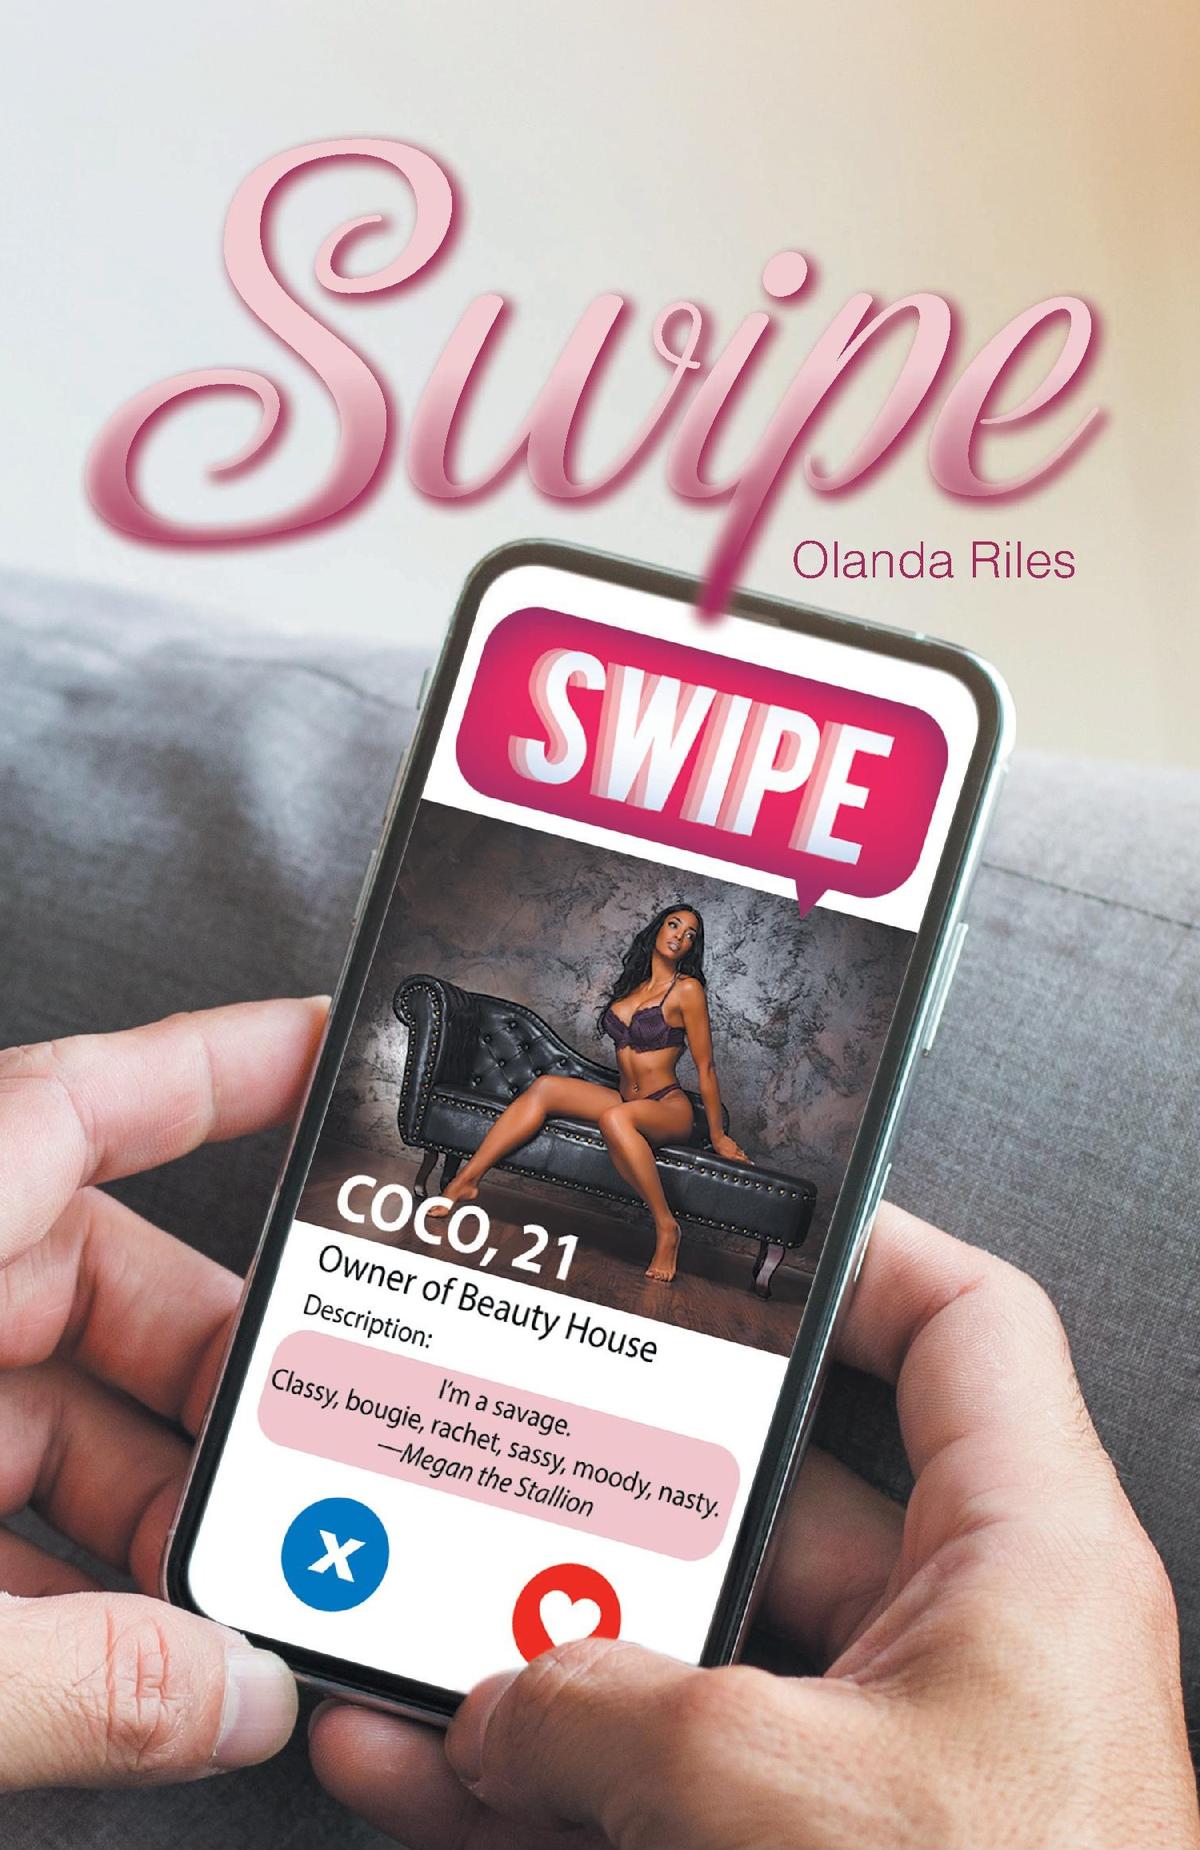 Swipe
Olanda Riles
SWIPE
COCO, 21
Owner of Beauty House
Description:
I'm a savage.
Classy, bougie, rachet, sassy, moody, nasty.
—Megan the Stallion
x